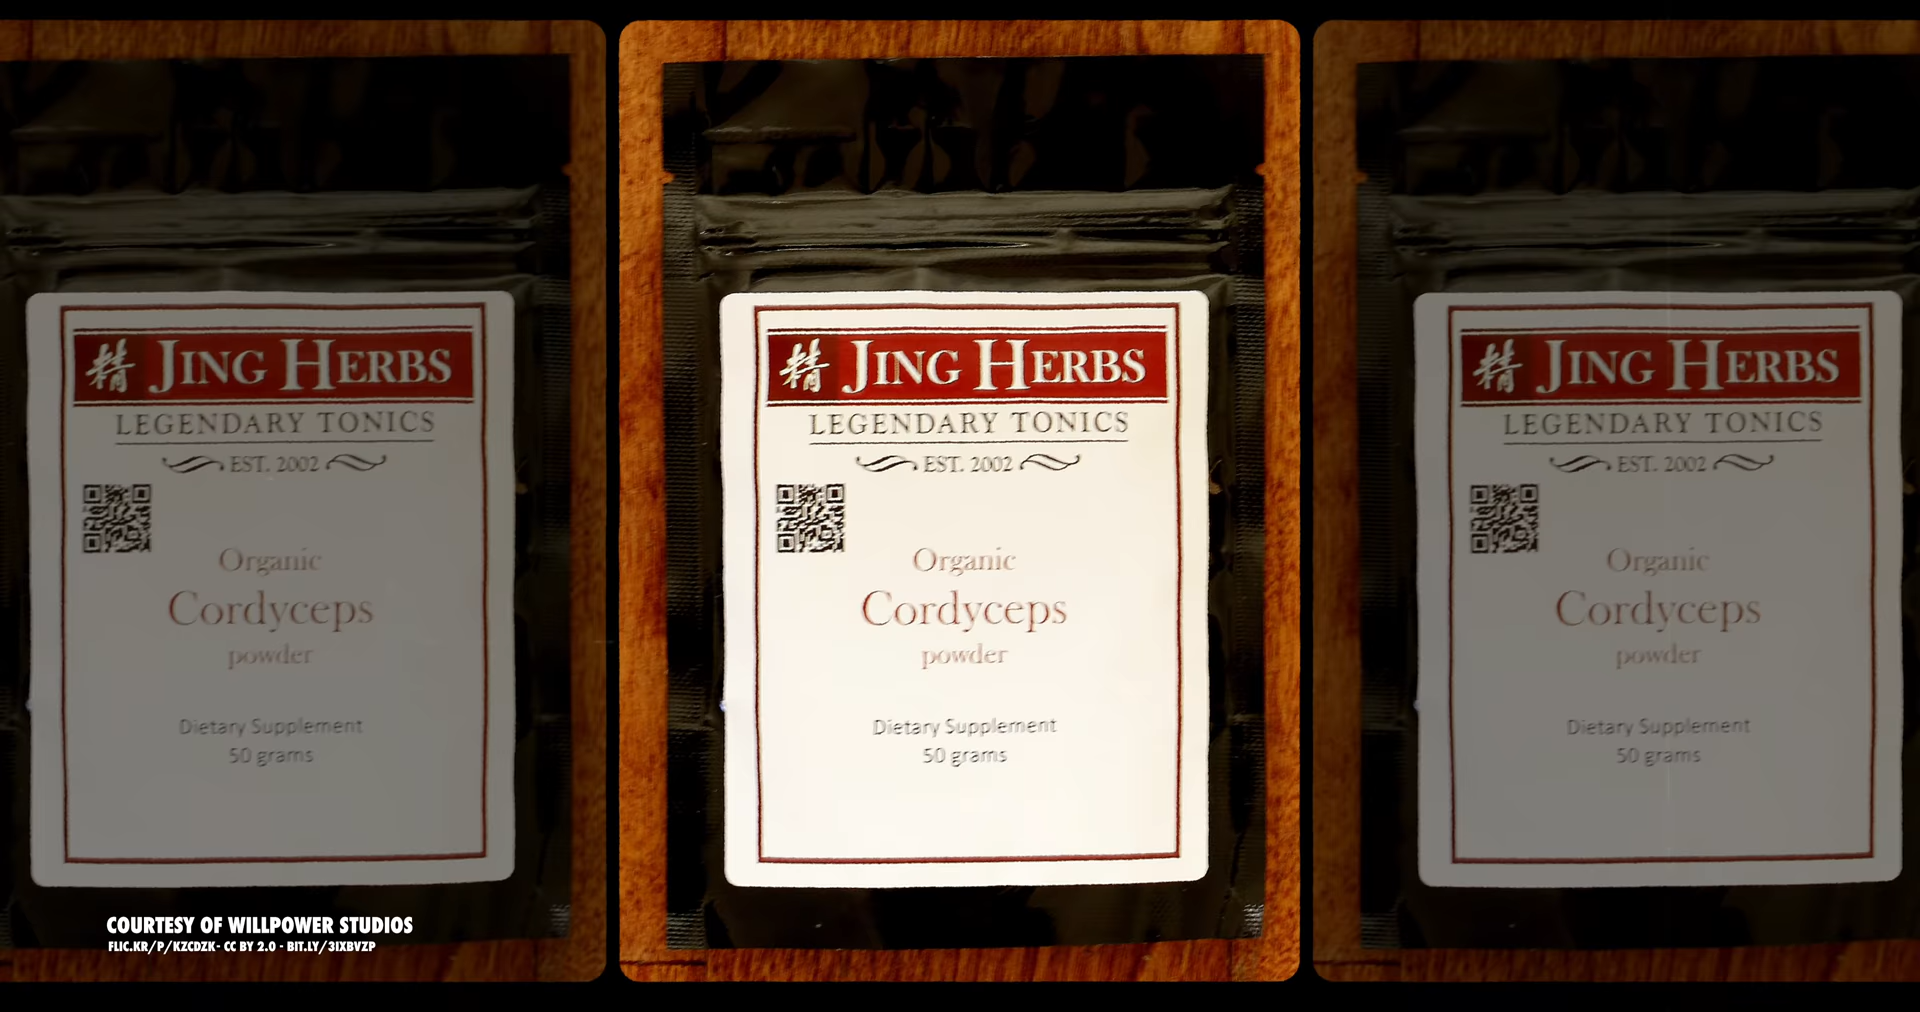 精 JING HERBS
LEGENDARY TONICS
EST. 2002
Organic
Cordyceps
powder
Dietary Supplement
50 grams
精 JING HERBS
LEGENDARY TONICS
EST. 2002
Organic
Cordyceps
powder
Dietary Supplement
50 grams
精 JING HERBS
LEGENDARY TONICS
EST. 2002
Organic
Cordyceps
powder
Dietary Supplement
50 grams
COURTESY OF WILLPOWER STUDIOS
FLIC.KR/P/KZCDZK- CC BY 2.0 - BIT.LY/3IXBVZP